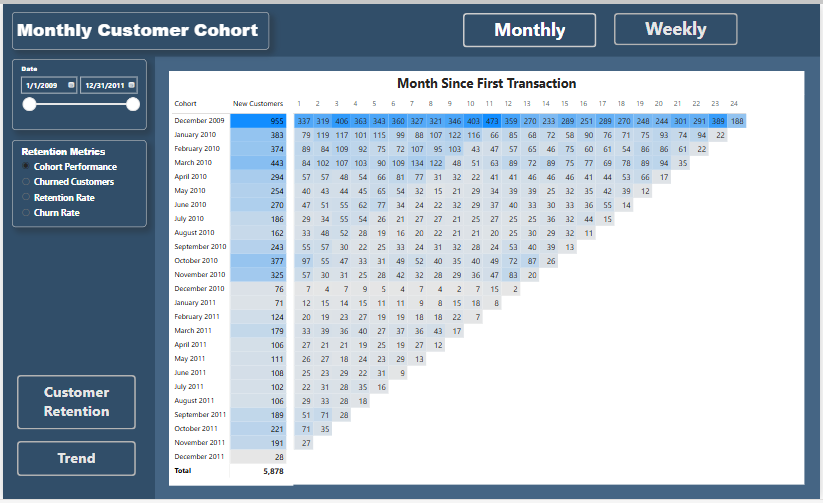 Monthly Customer Cohort
Monthly
Weekly
Date
1/1/2009 12/31/2011
Retention Metrics
Cohort Performance
Churned Customers
Retention Rate
Churn Rate
Customer
Retention
Trend
Month Since First Transaction
Cohort New Customers 1 2 3 4 5 6 7 8 9 10 11 12 13 14 15 16 17 18 19 20 21 22 23 24
December 2009 955 337 319 406 363 343 360 327 321 346 403 473 359 270 233 289 251 289 270 248 244 301 291 389 188
January 2010 383 79 119 117 101 115 99 88 107 122 116 66 85 68 72 58 90 76 71 75 93 74 94 22
February 2010 374 89 84 109 92 75 72 107 95 103 43 47 57 65 46 75 60 61 54 86 86 61 22
March 2010 443 84 102 107 103 90 109 134 122 48 51 63 89 72 89 75 77 69 78 89 94 35
April 2010 294 57 57 48 54 66 81 77 31 32 22 41 41 46 46 46 41 44 53 66 17
May 2010 254 40 43 44 45 65 54 32 15 21 29 34 39 39 25 32 35 42 39 12
June 2010 270 47 51 55 62 77 34 24 22 32 29 37 40 33 30 33 36 55 14
July 2010 186 29 34 55 54 26 21 27 27 21 25 27 25 25 36 32 44 15
August 2010 162 33 48 52 28 19 16 20 22 21 21 20 25 30 29 32 11
September 2010 243 55 57 30 22 25 33 24 31 32 28 24 53 40 39 13
October 2010 377 97 55 47 33 31 49 52 40 35 40 49 72 87 26
November 2010 325 57 30 31 25 28 42 32 28 29 36 47 83 20
December 2010 76 7 4 7 9 5 4 7 4 2 7 15 2
January 2011 71 12 15 14 15 11 11 9 8 15 18 8
February 2011 124 20 19 23 27 19 19 18 18 22 7
March 2011 179 33 39 36 40 27 37 36 43 17
April 2011 106 21 21 19 25 19 27 12
May 2011 111 26 27 18 24 23 29 13
June 2011 108 25 23 29 22 31 9
July 2011 102 22 31 28 35 16
August 2011 106 29 33 28 18
September 2011 189 51 71 28
October 2011 221 71 35
November 2011 191 27
December 2011 28
Total 5,878